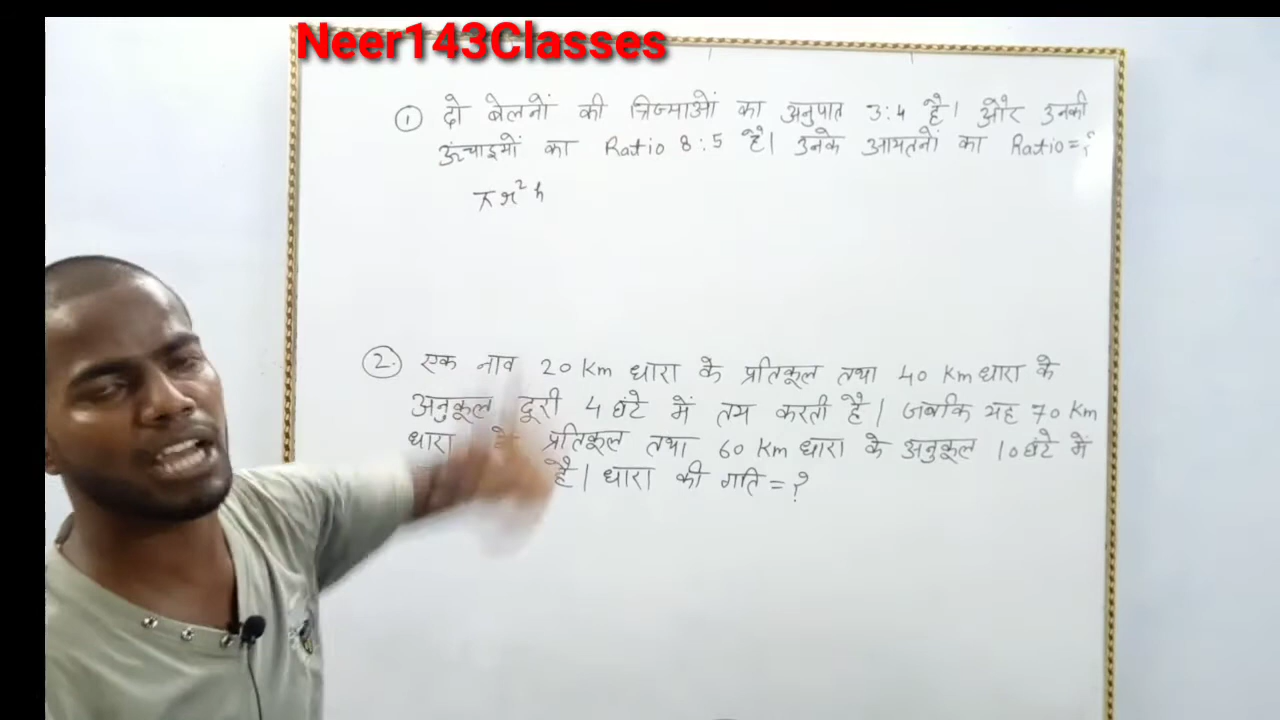 Neer143Classes
① दो बेलनों की त्रिज्याओं का अनुपात 3:4 है। और उनकी
ऊंचाइयों का Ratio 8:5 है। उनके आयतनों का Ratio=?
πr²h
②. एक नाव 20 Km धारा के प्रतिकूल तथा 40 Km धारा के
अनुकूल दूरी 4 घंटे में तय करती है। जबकि यह 70 Km
धारा प्रतिकूल तथा 60 Km धारा के अनुकूल 10 घंटे में
है। धारा की गति = ?